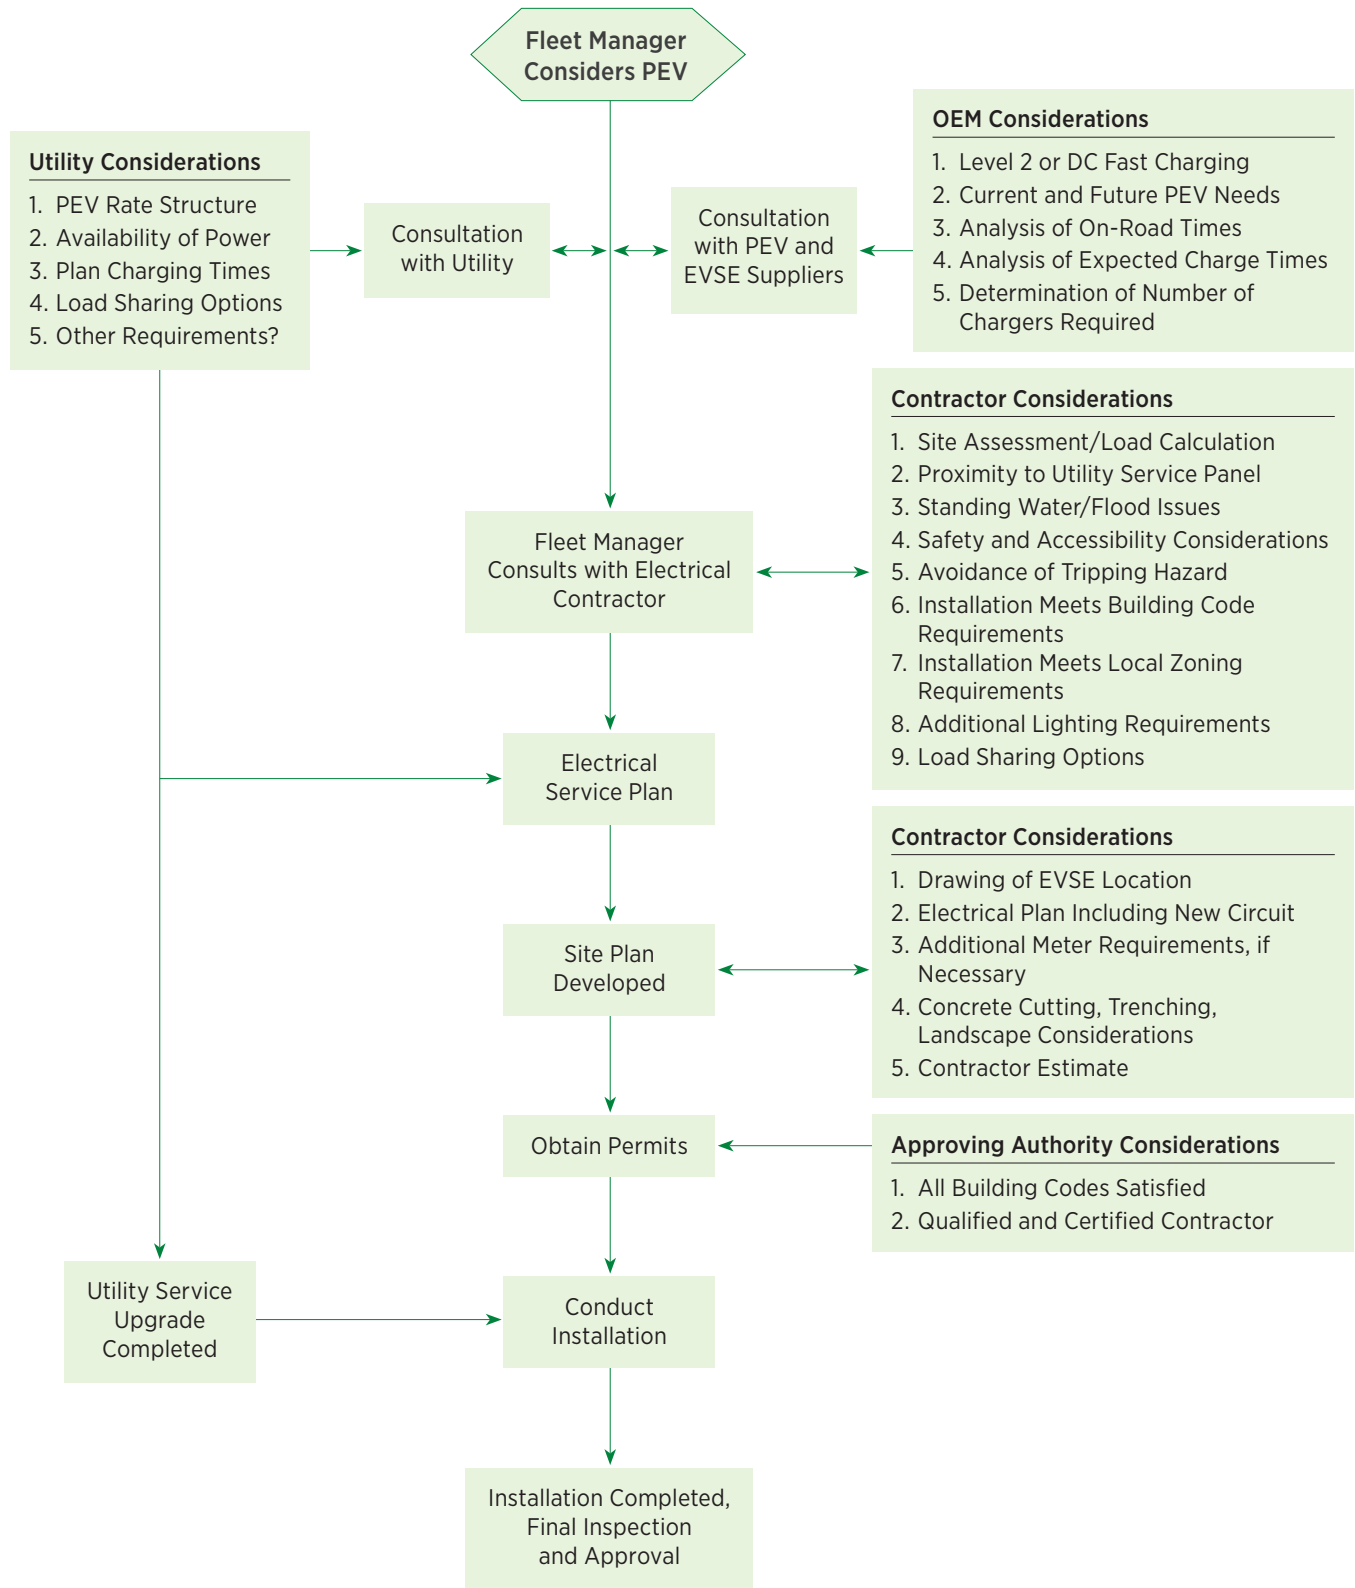 Fleet Manager
Considers PEV
Utility Considerations
1. PEV Rate Structure
2. Availability of Power
3. Plan Charging Times
4. Load Sharing Options
5. Other Requirements?
Consultation
with Utility
Consultation
with PEV and
EVSE Suppliers
OEM Considerations
1. Level 2 or DC Fast Charging
2. Current and Future PEV Needs
3. Analysis of On-Road Times
4. Analysis of Expected Charge Times
5. Determination of Number of
Chargers Required
Fleet Manager
Consults with Electrical
Contractor
Contractor Considerations
1. Site Assessment/Load Calculation
2. Proximity to Utility Service Panel
3. Standing Water/Flood Issues
4. Safety and Accessibility Considerations
5. Avoidance of Tripping Hazard
6. Installation Meets Building Code
Requirements
7. Installation Meets Local Zoning
Requirements
8. Additional Lighting Requirements
9. Load Sharing Options
Electrical
Service Plan
Site Plan
Developed
Contractor Considerations
1. Drawing of EVSE Location
2. Electrical Plan Including New Circuit
3. Additional Meter Requirements, if
Necessary
4. Concrete Cutting, Trenching,
Landscape Considerations
5. Contractor Estimate
Obtain Permits
Approving Authority Considerations
1. All Building Codes Satisfied
2. Qualified and Certified Contractor
Utility Service
Upgrade
Completed
Conduct
Installation
Installation Completed,
Final Inspection
and Approval